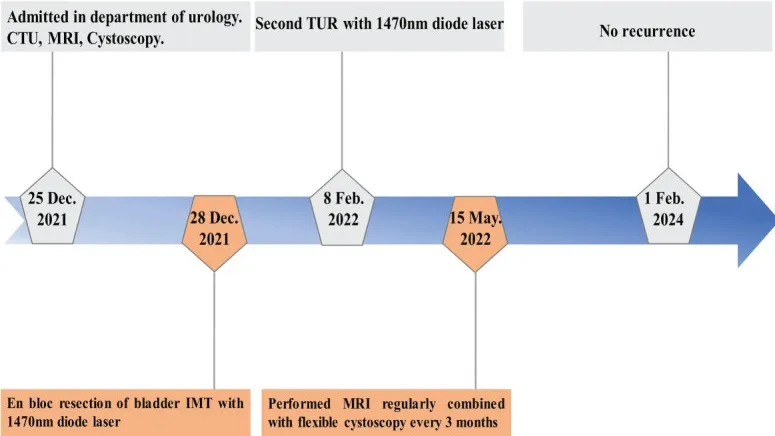 Admitted in department of urology.
CTU, MRI, Cystoscopy.
Second TUR with 1470nm diode laser
No recurrence
25 Dec.
2021
28 Dec.
2021
8 Feb.
2022
15 May.
2022
1 Feb.
2024
En bloc resection of bladder IMT with
1470nm diode laser
Performed MRI regularly combined
with flexible cystoscopy every 3 months